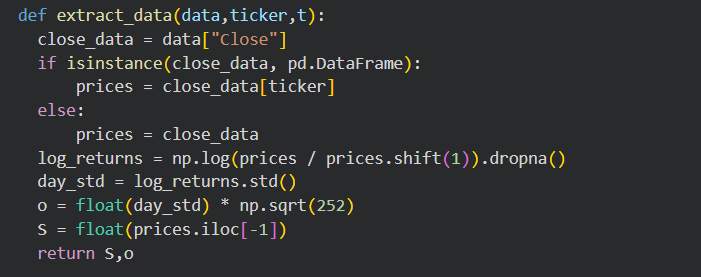 def extract_data(data,ticker,t):
  close_data = data["Close"]
  if isinstance(close_data, pd.DataFrame):
      prices = close_data[ticker]
  else:
      prices = close_data
  log_returns = np.log(prices / prices.shift(1)).dropna()
  day_std = log_returns.std()
  o = float(day_std) * np.sqrt(252)
  S = float(prices.iloc[-1])
  return S,o